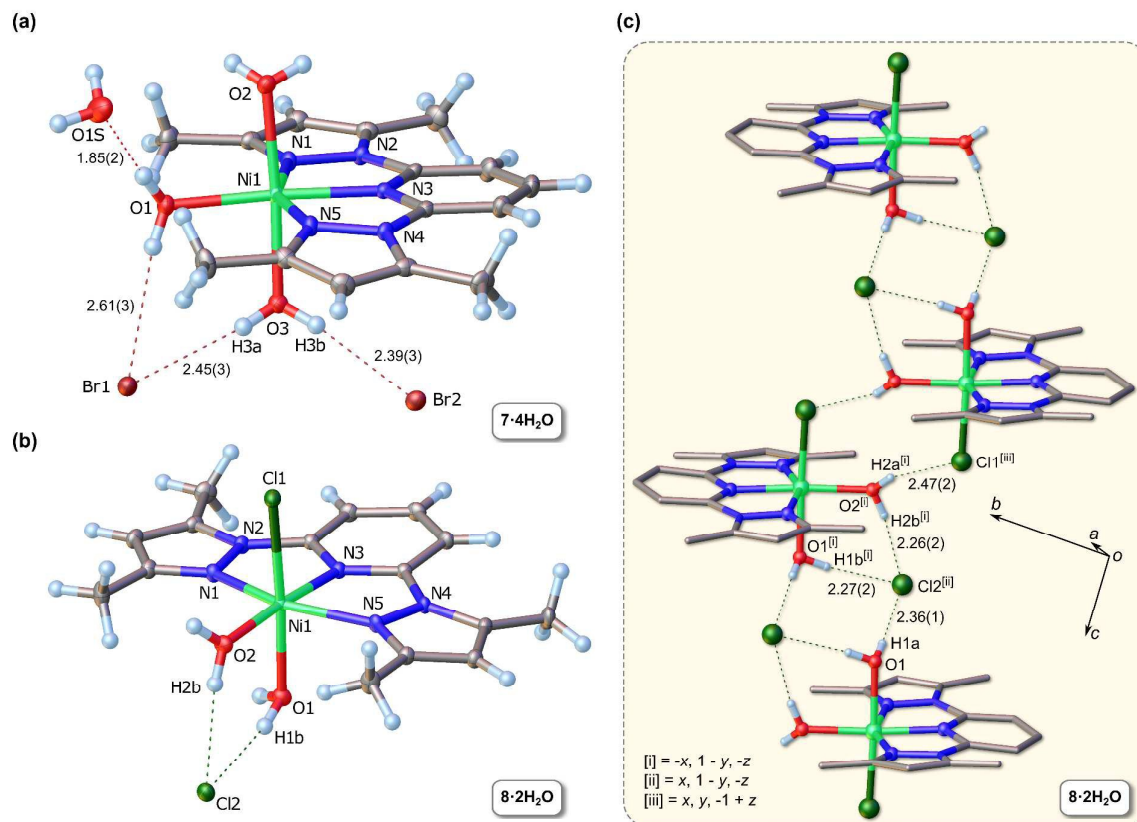 (a)
O2
O1S
N1
N2
1.85(2)
Ni1
N3
O1
N5
N4
2.61(3)
O3
H3a
H3b
2.45(3)
2.39(3)
Br1
Br2
7·4H₂O
(b)
Cl1
N2
N3
N1
N4
N5
Ni1
O2
H2b
O1
H1b
Cl2
8·2H₂O
(c)
H2a[i]
Cl1[iii]
2.47(2)
O2[i]
H2b[i]
b
a
o
2.26(2)
O1[i]
H1b[i]
Cl2[ii]
2.27(2)
2.36(1)
c
H1a
O1
[i] = -x, 1 - y, -z
[ii] = x, 1 - y, -z
[iii] = x, y, -1 + z
8·2H₂O